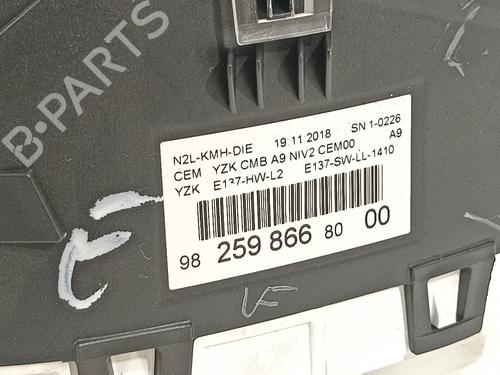 B-PARTS
N2L-KMH-DIE 19.11.2018 SN 1-0226
CEM YZK CMB A9 NIV2 CEM00 A9
YZK E137-HW-L2 E137-SW-LL-1410
98 259 866 80 00